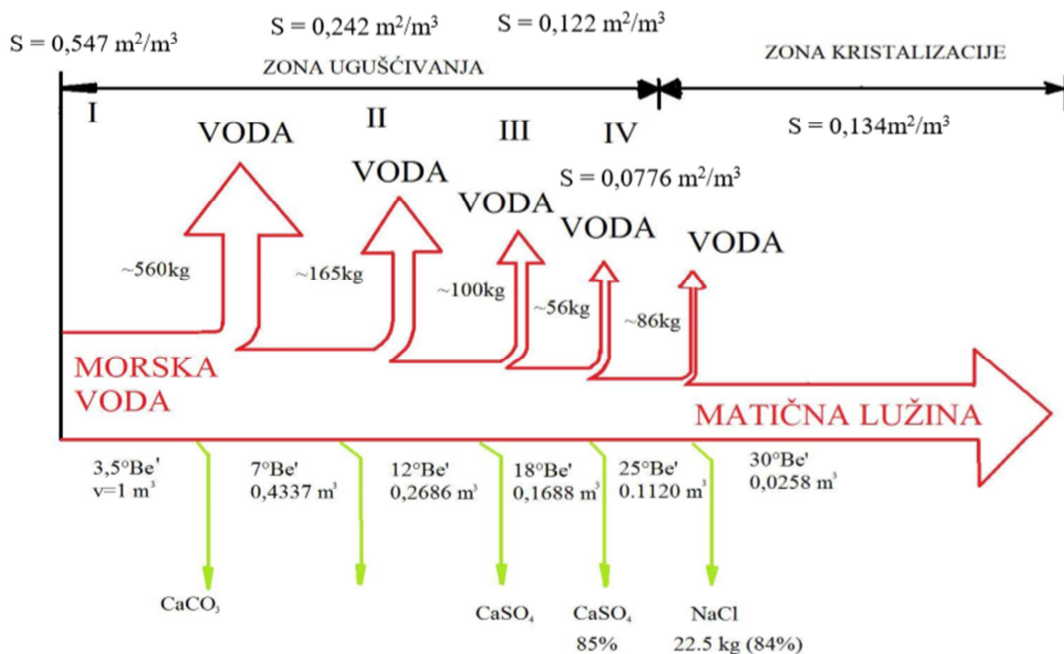 S = 0,547 m²/m³
S = 0,242 m²/m³
S = 0,122 m²/m³
ZONA UGUŠĆIVANJA
ZONA KRISTALIZACIJE
I
II
III
IV
S = 0,134m²/m³
S = 0,0776 m²/m³
VODA
VODA
VODA
VODA
VODA
~560kg
~165kg
~100kg
~56kg
~86kg
MORSKA
VODA
MATIČNA LUŽINA
3,5°Be'
v=1 m³
7°Be'
0,4337 m³
12°Be'
0,2686 m³
18°Be'
0,1688 m³
25°Be'
0.1120 m³
30°Be'
0,0258 m³
CaCO₃
CaSO₄
CaSO₄
85%
NaCl
22.5 kg (84%)